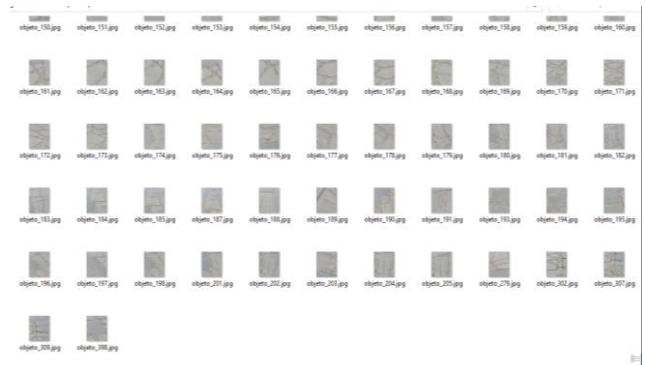 objeto_150.jpg objeto_151.jpg objeto_152.jpg objeto_153.jpg objeto_154.jpg objeto_155.jpg objeto_156.jpg objeto_157.jpg objeto_158.jpg objeto_159.jpg objeto_160.jpg
objeto_161.jpg objeto_162.jpg objeto_163.jpg objeto_164.jpg objeto_165.jpg objeto_166.jpg objeto_167.jpg objeto_168.jpg objeto_169.jpg objeto_170.jpg objeto_171.jpg
objeto_172.jpg objeto_173.jpg objeto_174.jpg objeto_175.jpg objeto_176.jpg objeto_177.jpg objeto_178.jpg objeto_179.jpg objeto_180.jpg objeto_181.jpg objeto_182.jpg
objeto_183.jpg objeto_184.jpg objeto_185.jpg objeto_187.jpg objeto_188.jpg objeto_189.jpg objeto_190.jpg objeto_191.jpg objeto_193.jpg objeto_194.jpg objeto_195.jpg
objeto_196.jpg objeto_197.jpg objeto_198.jpg objeto_201.jpg objeto_202.jpg objeto_203.jpg objeto_204.jpg objeto_205.jpg objeto_279.jpg objeto_302.jpg objeto_307.jpg